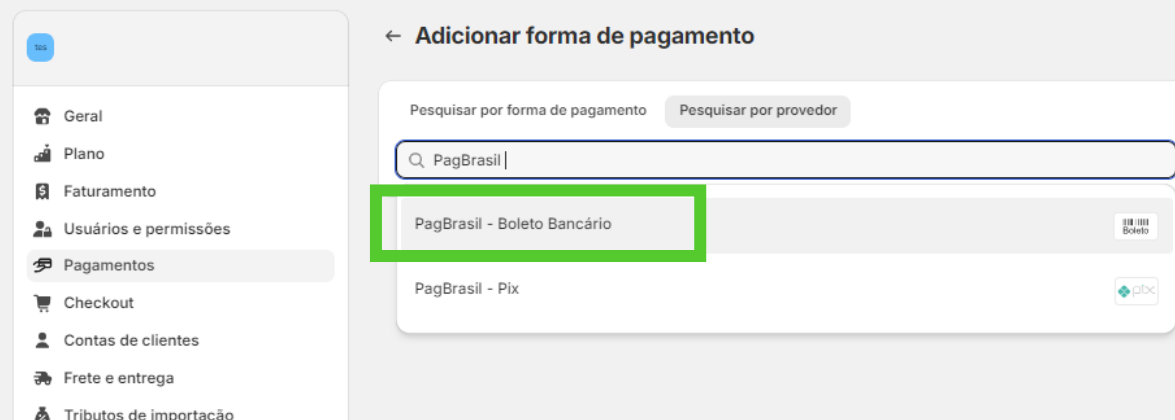 Adicionar forma de pagamento
Geral
Plano
Faturamento
Usuários e permissões
Pagamentos
Checkout
Contas de clientes
Frete e entrega
Tributos de importação
Pesquisar por forma de pagamento
Pesquisar por provedor
PagBrasil
PagBrasil - Boleto Bancário
Boleto
PagBrasil - Pix
pix